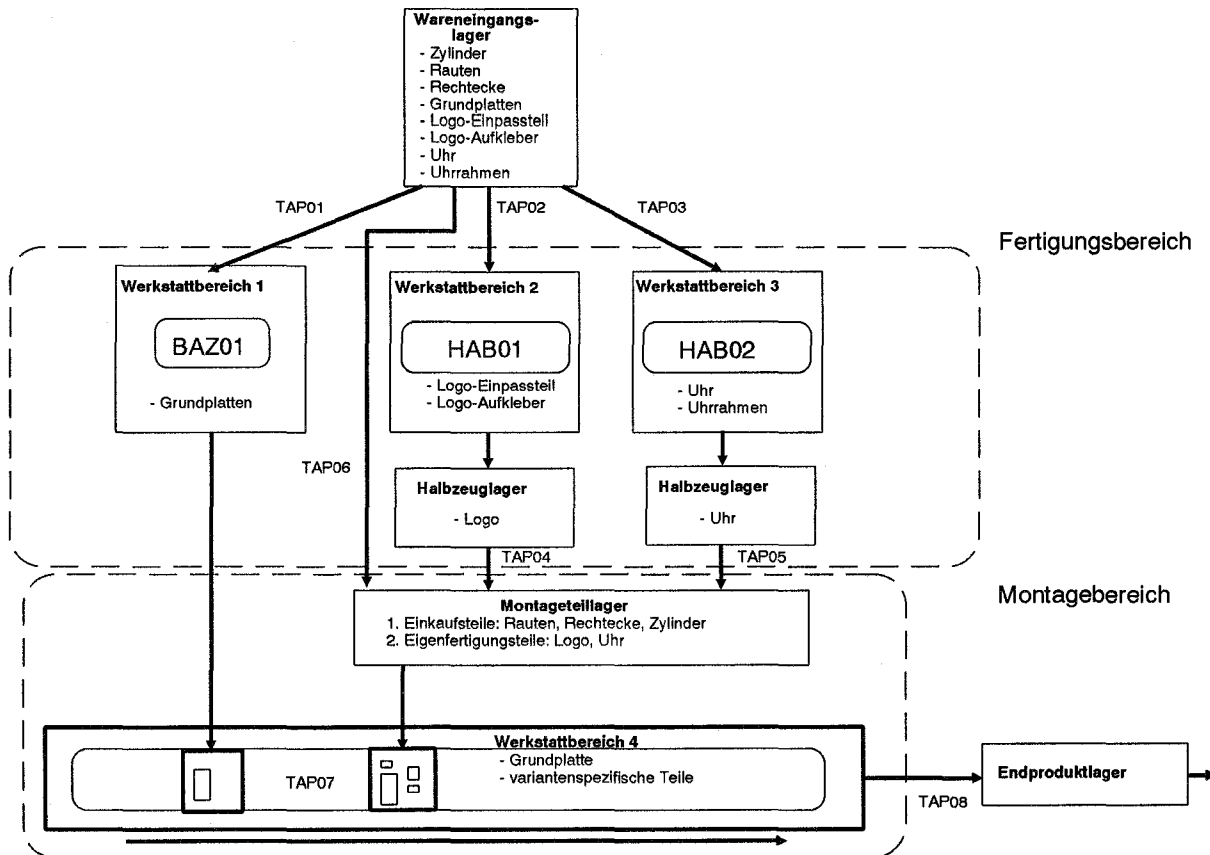 Wareneingangs-
lager
- Zylinder
- Rauten
- Rechtecke
- Grundplatten
- Logo-Einpassteil
- Logo-Aufkleber
- Uhr
- Uhrrahmen
TAP01
TAP02
TAP03
Fertigungsbereich
Werkstattbereich 1
BAZ01
- Grundplatten
Werkstattbereich 2
HAB01
- Logo-Einpassteil
- Logo-Aufkleber
Werkstattbereich 3
HAB02
- Uhr
- Uhrrahmen
TAP06
Halbzeuglager
- Logo
Halbzeuglager
- Uhr
TAP04
TAP05
Montagebereich
Montageteillager
1. Einkaufsteile: Rauten, Rechtecke, Zylinder
2. Eigenfertigungsteile: Logo, Uhr
Werkstattbereich 4
- Grundplatte
- variantenspezifische Teile
TAP07
TAP08
Endproduktlager